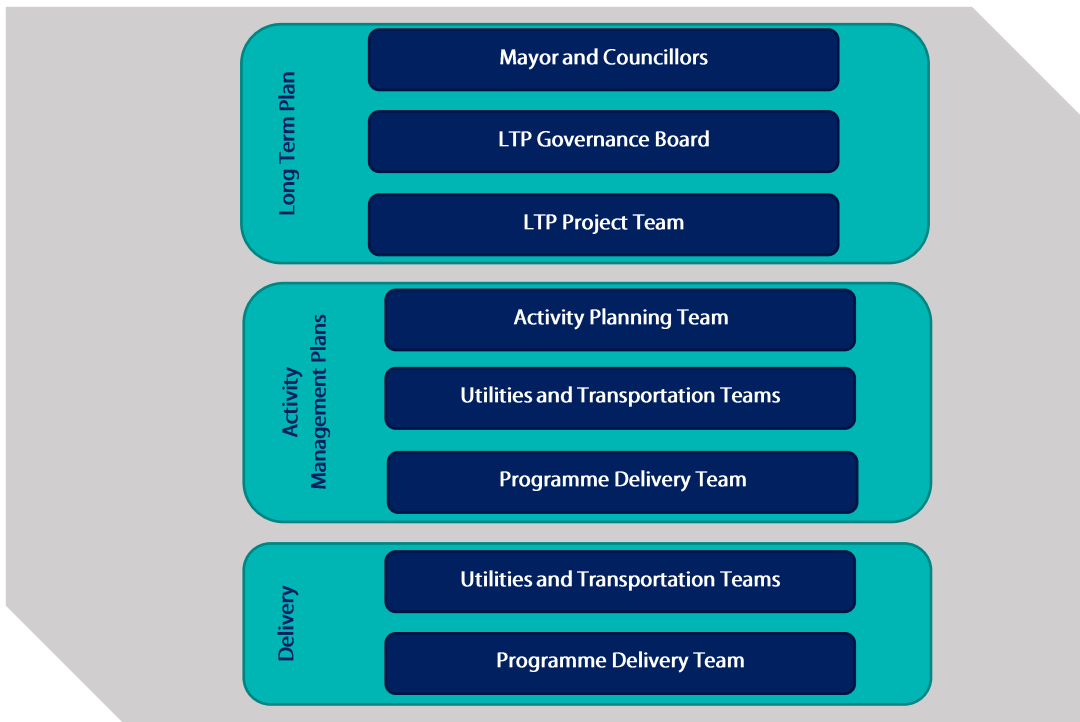 Long Term Plan
Mayor and Councillors
LTP Governance Board
LTP Project Team
Activity
Management Plans
Activity Planning Team
Utilities and Transportation Teams
Programme Delivery Team
Delivery
Utilities and Transportation Teams
Programme Delivery Team